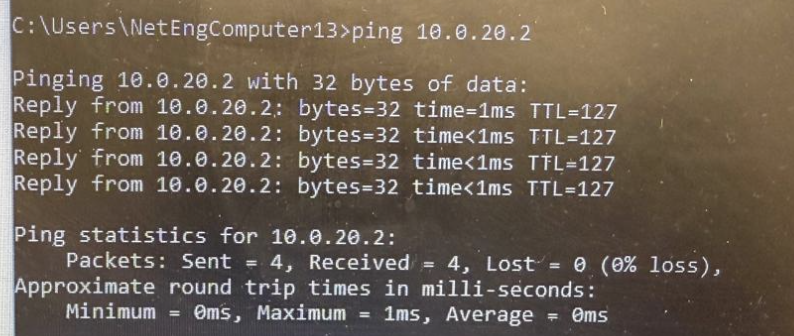 C:\Users\NetEngComputer13>ping 10.0.20.2
Pinging 10.0.20.2 with 32 bytes of data:
Reply from 10.0.20.2: bytes=32 time=1ms TTL=127
Reply from 10.0.20.2: bytes=32 time<1ms TTL=127
Reply from 10.0.20.2: bytes=32 time<1ms TTL=127
Reply from 10.0.20.2: bytes=32 time<1ms TTL=127
Ping statistics for 10.0.20.2:
Packets: Sent = 4, Received = 4, Lost = 0 (0% loss),
Approximate round trip times in milli-seconds:
Minimum = 0ms, Maximum = 1ms, Average = 0ms